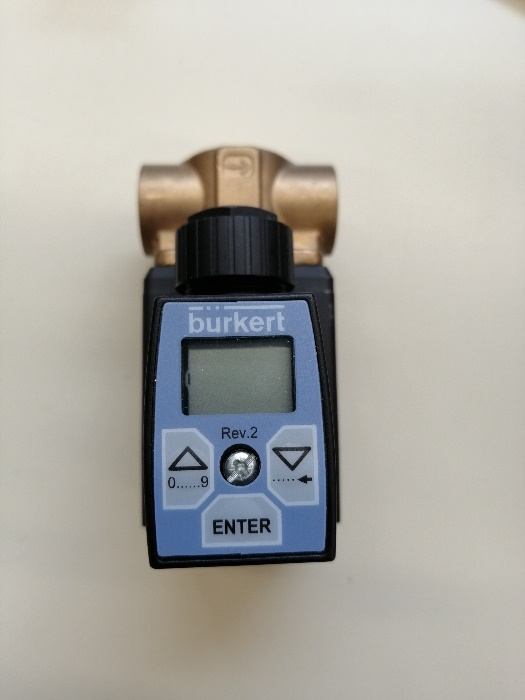 bürkert
Rev.2
0......9
ENTER